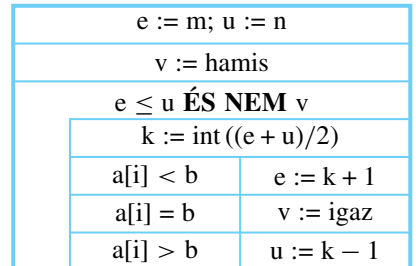 e := m; u := n
v := hamis
e ≤ u ÉS NEM v
k := int ((e + u)/2)
a[i] < b e := k + 1
a[i] = b v := igaz
a[i] > b u := k − 1